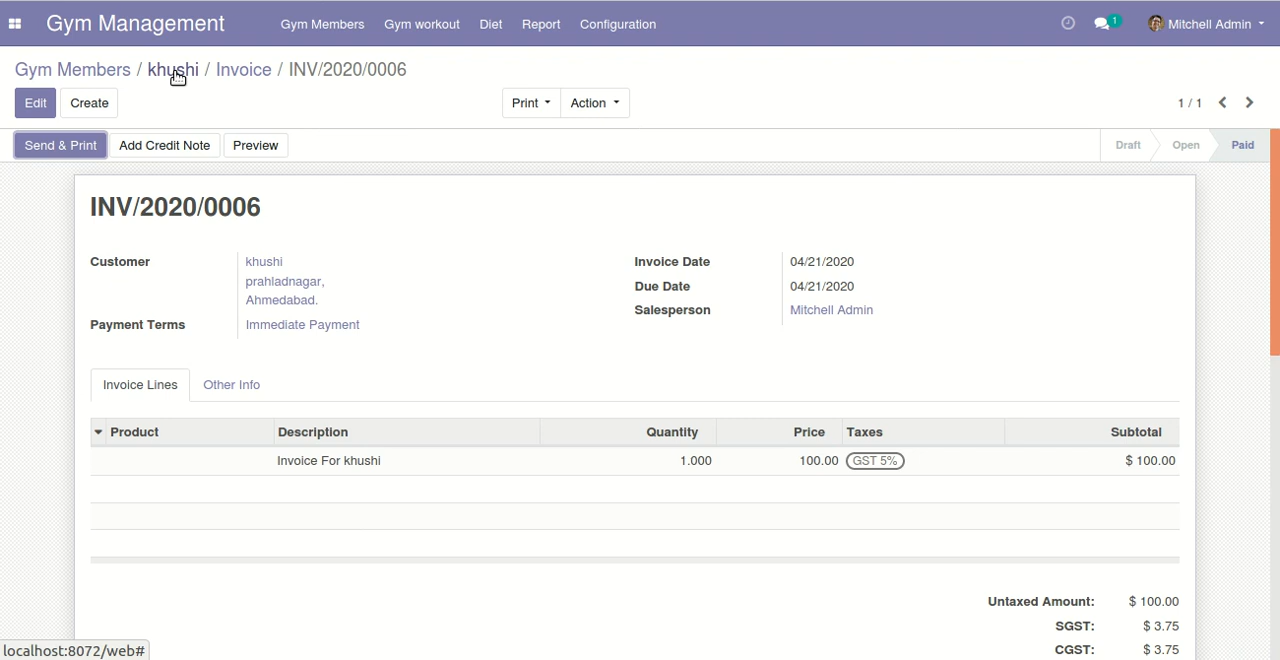 Gym Management Gym Members Gym workout Diet Report Configuration 1 Mitchell Admin
Gym Members / khushi / Invoice / INV/2020/0006
Edit Create Print Action 1 / 1
Send & Print Add Credit Note Preview Draft Open Paid
INV/2020/0006
Customer khushi Invoice Date 04/21/2020
prahladnagar, Due Date 04/21/2020
Ahmedabad. Salesperson Mitchell Admin
Payment Terms Immediate Payment
Invoice Lines Other Info
Product Description Quantity Price Taxes Subtotal
Invoice For khushi 1.000 100.00 GST 5% $ 100.00
Untaxed Amount: $ 100.00
SGST: $ 3.75
CGST: $ 3.75
localhost:8072/web#